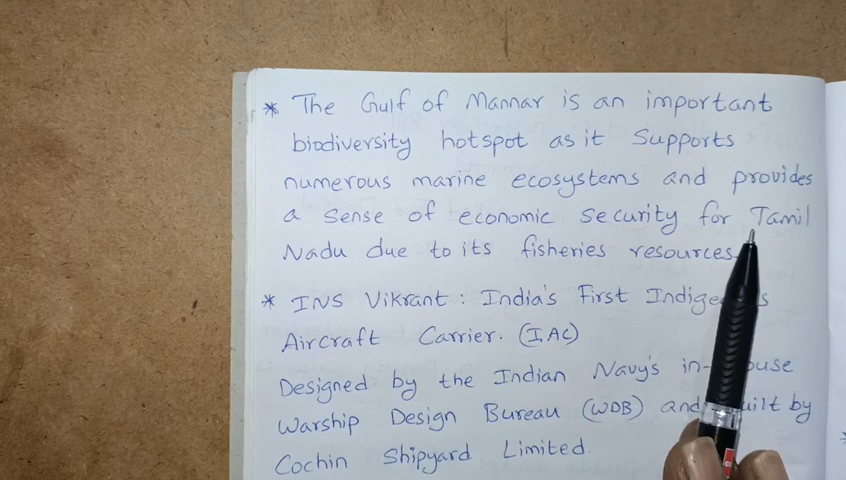 * The Gulf of Mannar is an important
biodiversity hotspot as it supports
numerous marine ecosystems and provides
a sense of economic security for Tamil
Nadu due to its fisheries resources.
* INS Vikrant : India's First
Aircraft Carrier. (IAC)
Designed by the Indian Navy's
Warship Design Bureau (WDB) and by
Cochin Shipyard Limited.